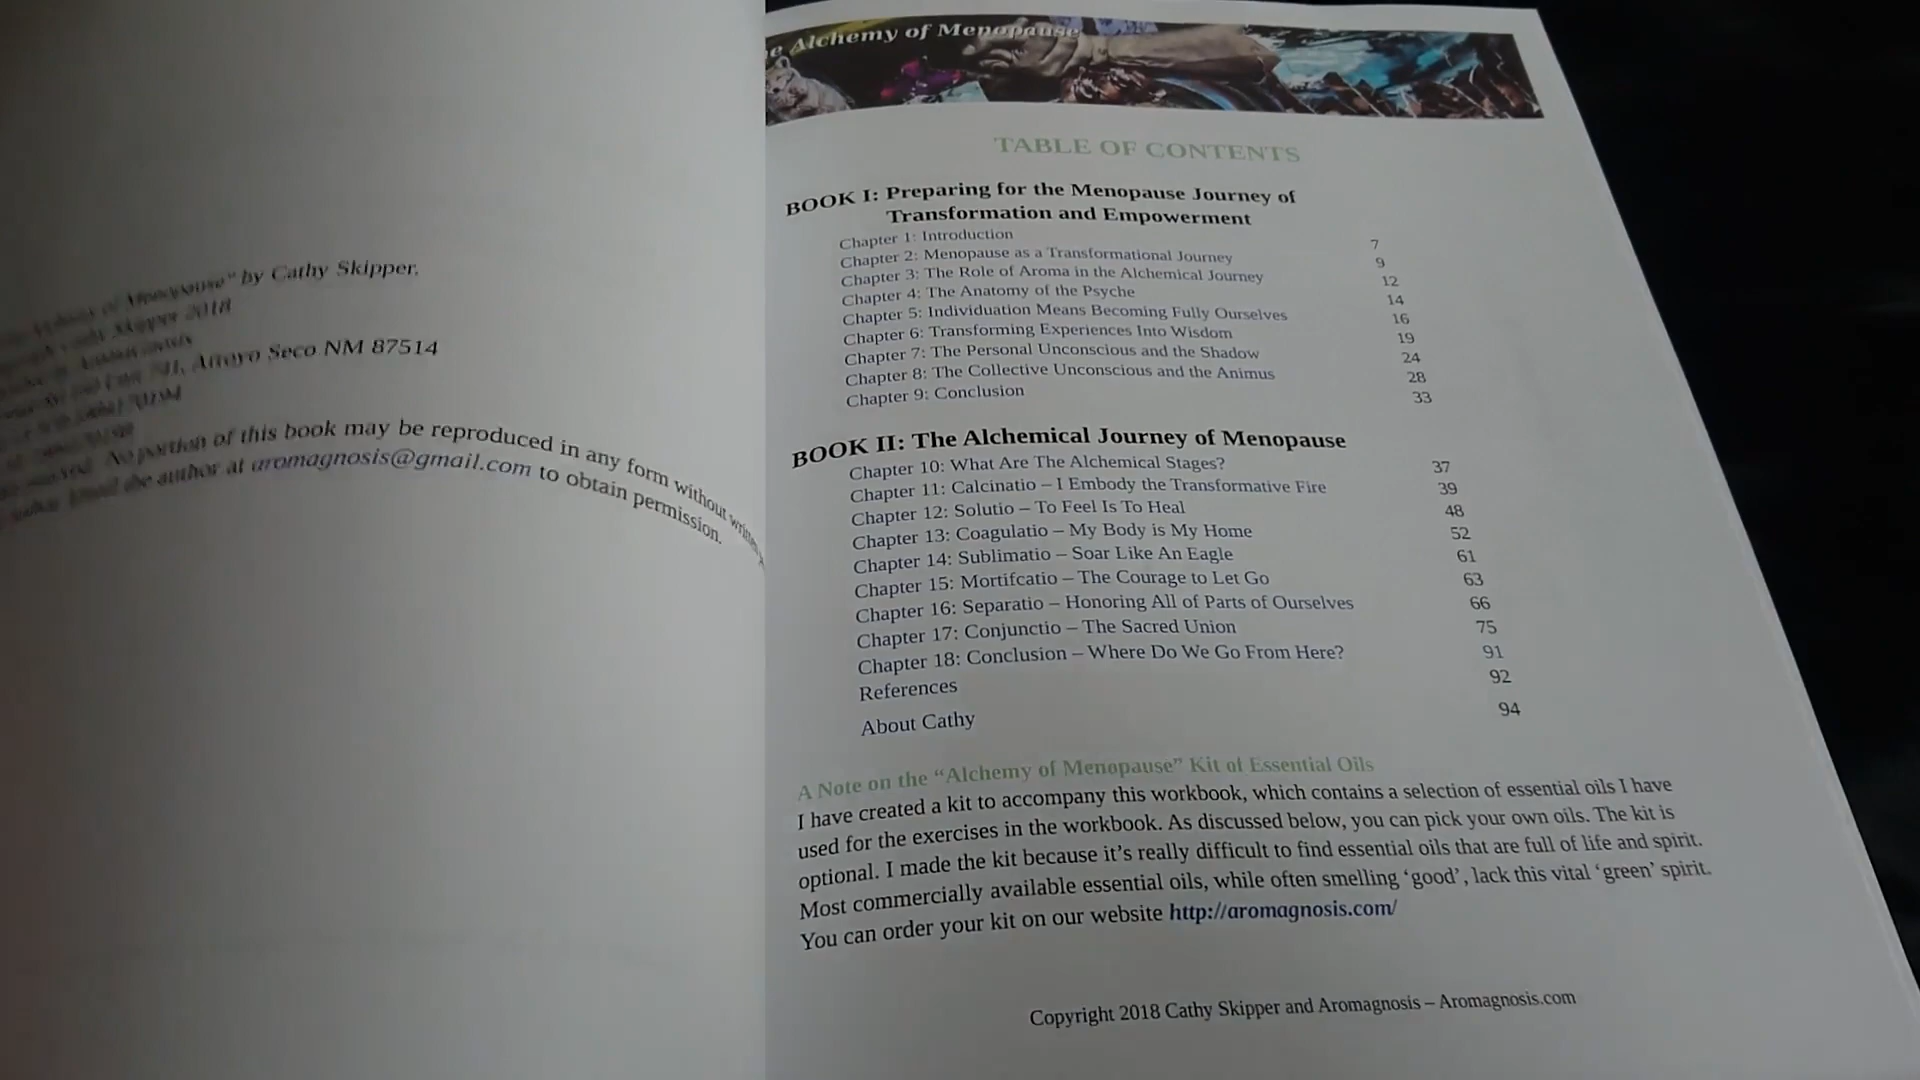 " by Cathy Skipper,
Skipper 2018
Arroyo Seco NM 87514
No portion of this book may be reproduced in any form without
the author at aromagnosis@gmail.com to obtain permission.
Alchemy of Menopause
TABLE OF CONTENTS
BOOK I: Preparing for the Menopause Journey of
Transformation and Empowerment
Chapter 1: Introduction 7
Chapter 2: Menopause as a Transformational Journey 9
Chapter 3: The Role of Aroma in the Alchemical Journey 12
Chapter 4: The Anatomy of the Psyche 14
Chapter 5: Individuation Means Becoming Fully Ourselves 16
Chapter 6: Transforming Experiences Into Wisdom 19
Chapter 7: The Personal Unconscious and the Shadow 24
Chapter 8: The Collective Unconscious and the Animus 28
Chapter 9: Conclusion 33
BOOK II: The Alchemical Journey of Menopause
Chapter 10: What Are The Alchemical Stages? 37
Chapter 11: Calcinatio – I Embody the Transformative Fire 39
Chapter 12: Solutio – To Feel Is To Heal 48
Chapter 13: Coagulatio – My Body is My Home 52
Chapter 14: Sublimatio – Soar Like An Eagle 61
Chapter 15: Mortifcatio – The Courage to Let Go 63
Chapter 16: Separatio – Honoring All of Parts of Ourselves 66
Chapter 17: Conjunctio – The Sacred Union 75
Chapter 18: Conclusion – Where Do We Go From Here? 91
References 92
About Cathy 94
A Note on the “Alchemy of Menopause” Kit of Essential Oils
I have created a kit to accompany this workbook, which contains a selection of essential oils I have
used for the exercises in the workbook. As discussed below, you can pick your own oils. The kit is
optional. I made the kit because it’s really difficult to find essential oils that are full of life and spirit.
Most commercially available essential oils, while often smelling ‘good’, lack this vital ‘green’ spirit.
You can order your kit on our website http://aromagnosis.com/
Copyright 2018 Cathy Skipper and Aromagnosis – Aromagnosis.com